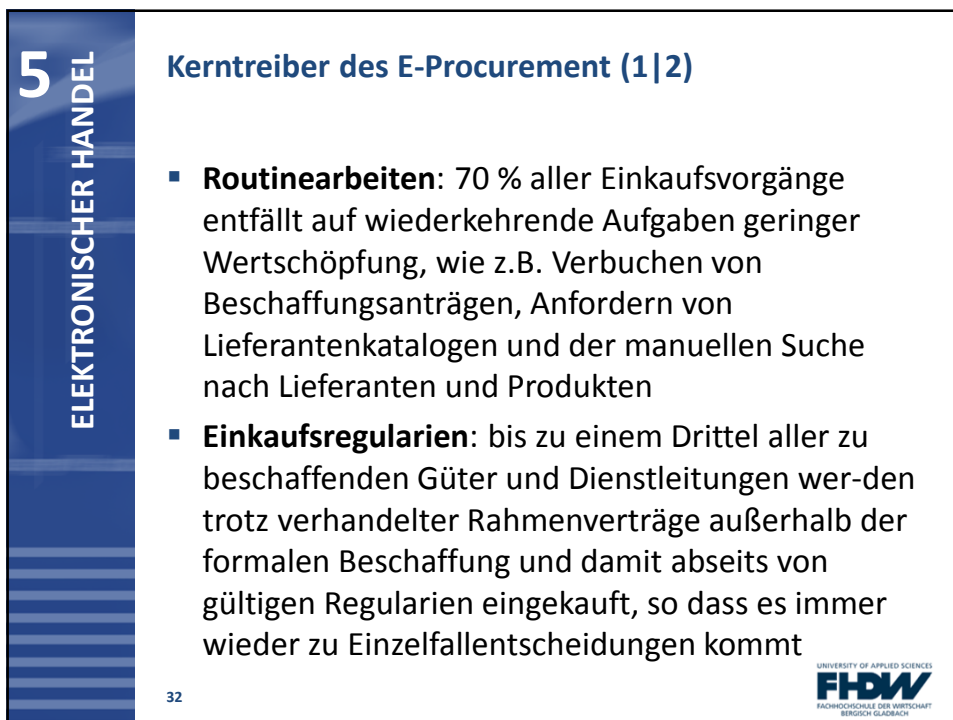 5
ELEKTRONISCHER HANDEL
Kerntreiber des E-Procurement (1|2)
▪ Routinearbeiten: 70 % aller Einkaufsvorgänge
entfällt auf wiederkehrende Aufgaben geringer
Wertschöpfung, wie z.B. Verbuchen von
Beschaffungsanträgen, Anfordern von
Lieferantenkatalogen und der manuellen Suche
nach Lieferanten und Produkten
▪ Einkaufsregularien: bis zu einem Drittel aller zu
beschaffenden Güter und Dienstleitungen wer-den
trotz verhandelter Rahmenverträge außerhalb der
formalen Beschaffung und damit abseits von
gültigen Regularien eingekauft, so dass es immer
wieder zu Einzelfallentscheidungen kommt
32
UNIVERSITY OF APPLIED SCIENCES
FHDW
FACHHOCHSCHULE DER WIRTSCHAFT
BERGISCH GLADBACH